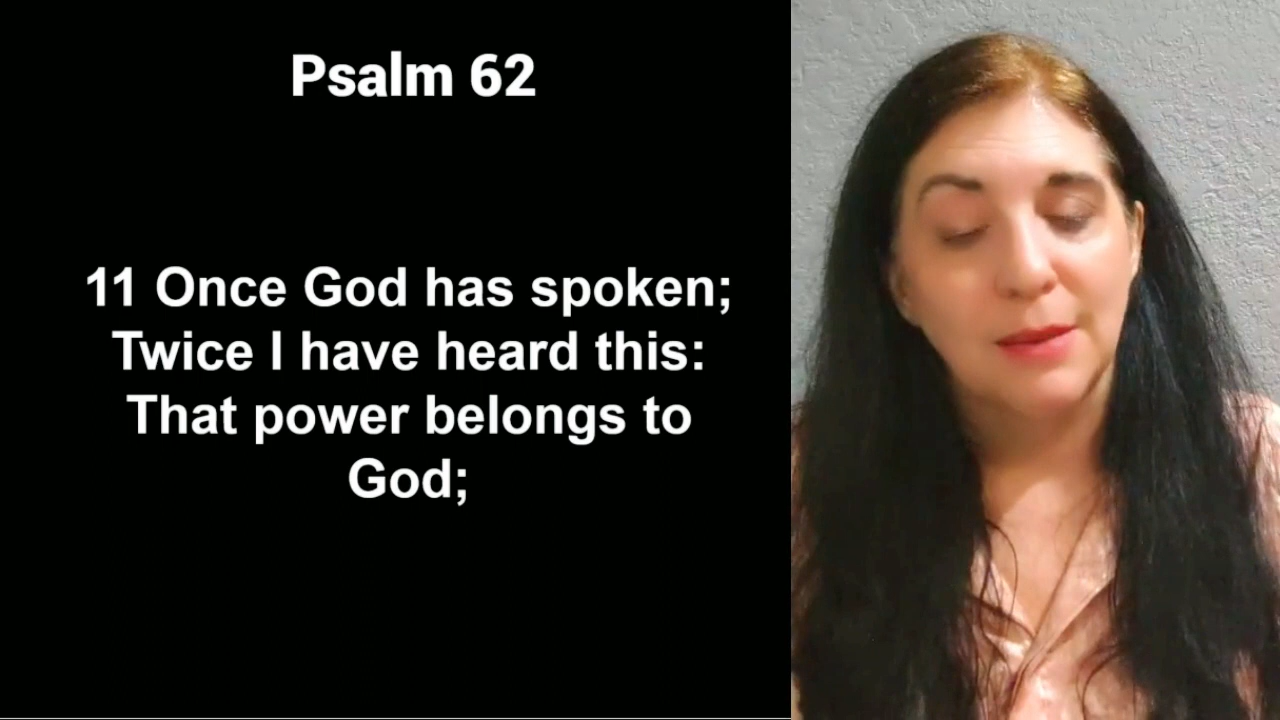 Psalm 62
11 Once God has spoken;
Twice I have heard this:
That power belongs to
God;